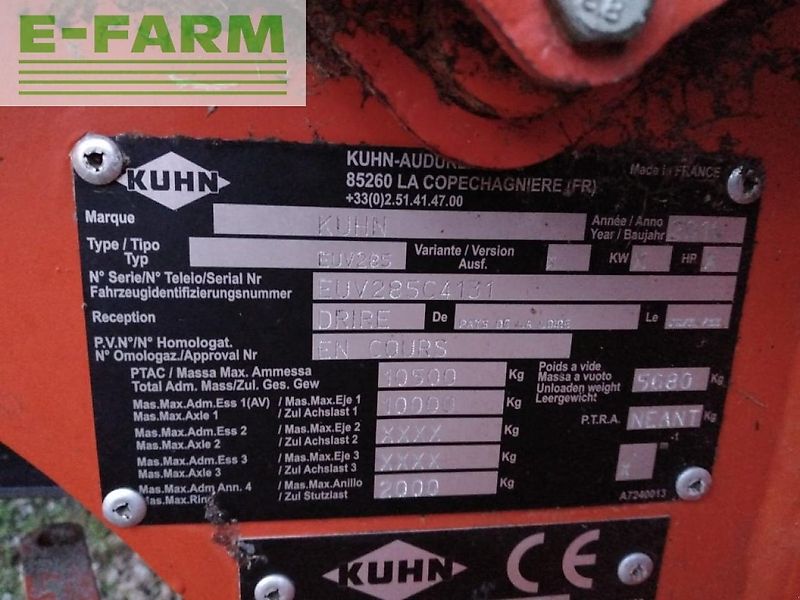 E-FARM
KUHN
KUHN-AUDUR
85260 LA COPECHAGNIERE (FR)
+33(0)2.51.41.47.00
Made in FRANCE
Marque KUHN Année / Anno
Year / Baujahr
Type / Tipo
Typ EUV285 Variante / Version
Ausf. X KW HP
N° Serie/N° Teleio/Serial Nr
Fahrzeugidentifizierungsnummer EUV285C4131
Reception DRIRE De PAYS DE LA LOIRE Le
P.V.N°/N° Homologat.
N° Omologaz./Approval Nr EN COURS
PTAC / Massa Max. Ammessa
Total Adm. Mass/Zul. Ges. Gew 10500 Kg
Poids a vide
Massa a vuoto
Unloaden weight
Leergewicht 5680 Kg
Mas.Max.Adm.Ess 1(AV) / Mas.Max.Eje 1
Mas.Max.Axle 1 / Zul Achslast 1 10000 Kg
P.T.R.A. NEANT Kg
Mas.Max.Adm.Ess 2 / Mas.Max.Eje 2
Mas.Max.Axle 2 / Zul Achslast 2 XXXX Kg
Mas.Max.Adm.Ess 3 / Mas.Max.Eje 3
Mas.Max.Axle 3 / Zul Achslast 3 XXXX Kg
X m -1
Mas.Max.Adm Ann. 4 / Mas.Max.Anillo
Mas.Max.Ring / Zul Stutzlast 2000 Kg
A7240013
KUHN CE